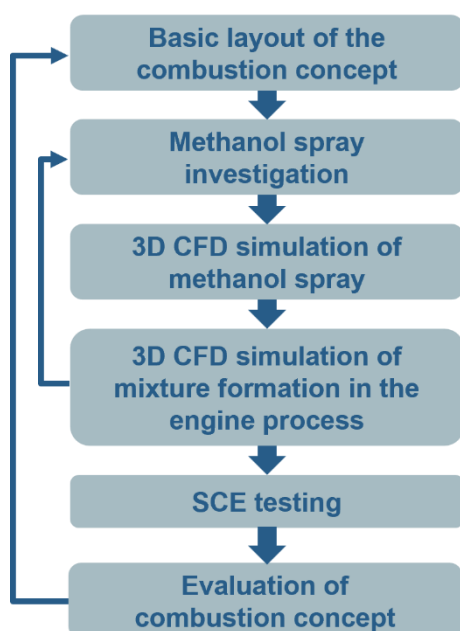 Basic layout of the
combustion concept
Methanol spray
investigation
3D CFD simulation of
methanol spray
3D CFD simulation of
mixture formation in the
engine process
SCE testing
Evaluation of
combustion concept